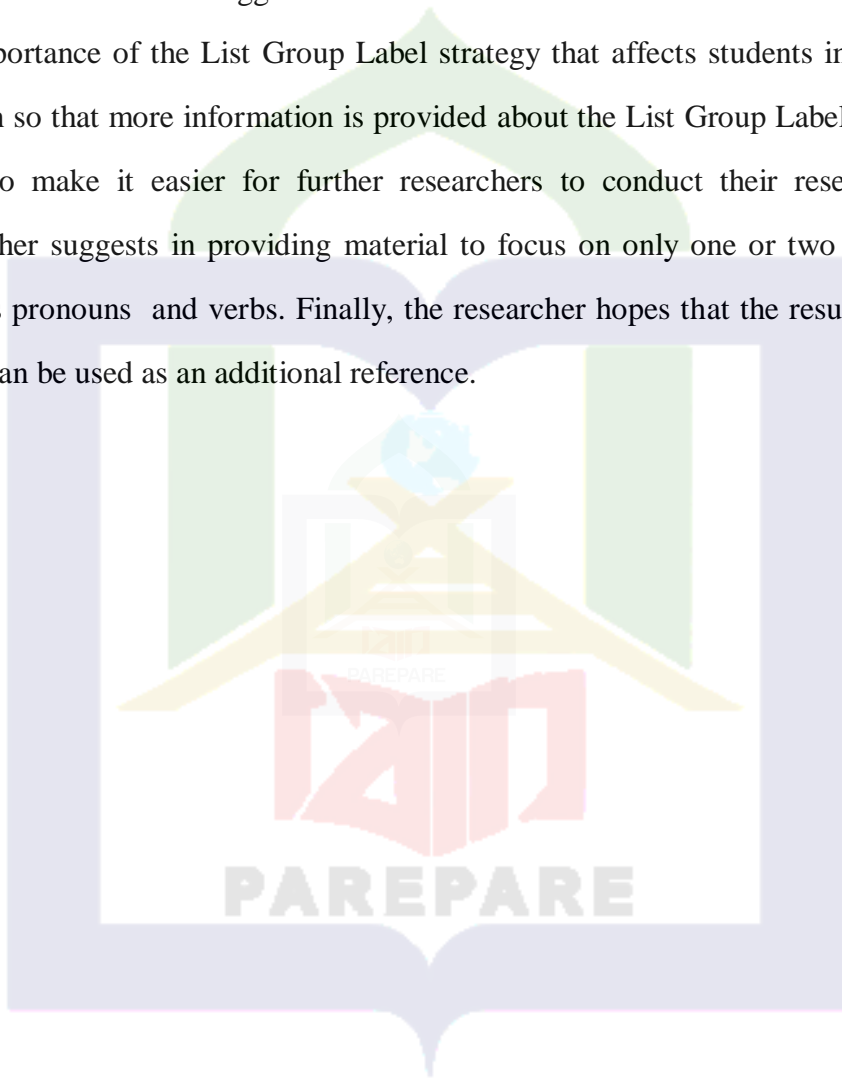 portance of the List Group Label strategy that affects students in
so that more information is provided about the List Group Label
make it easier for further researchers to conduct their rese
her suggests in providing material to focus on only one or two
pronouns and verbs. Finally, the researcher hopes that the resu
an be used as an additional reference.
PAREPARE
PAREPARE